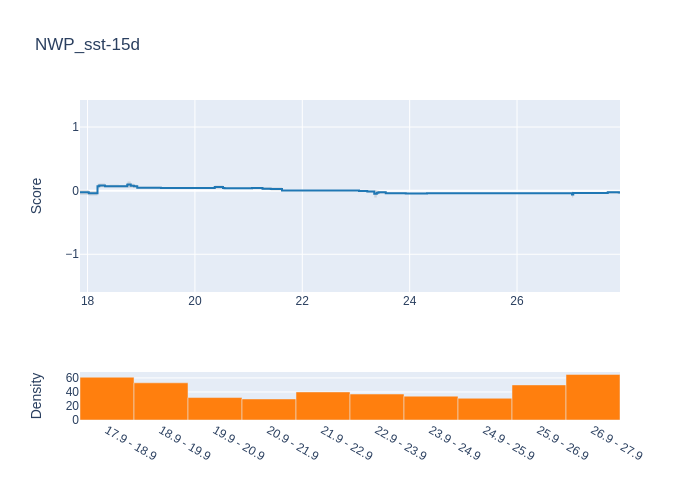 NWP_sst-15d
Score
1
0
−1
18 20 22 24 26
Density
60
40
20
0
17.9 - 18.9
18.9 - 19.9
19.9 - 20.9
20.9 - 21.9
21.9 - 22.9
22.9 - 23.9
23.9 - 24.9
24.9 - 25.9
25.9 - 26.9
26.9 - 27.9